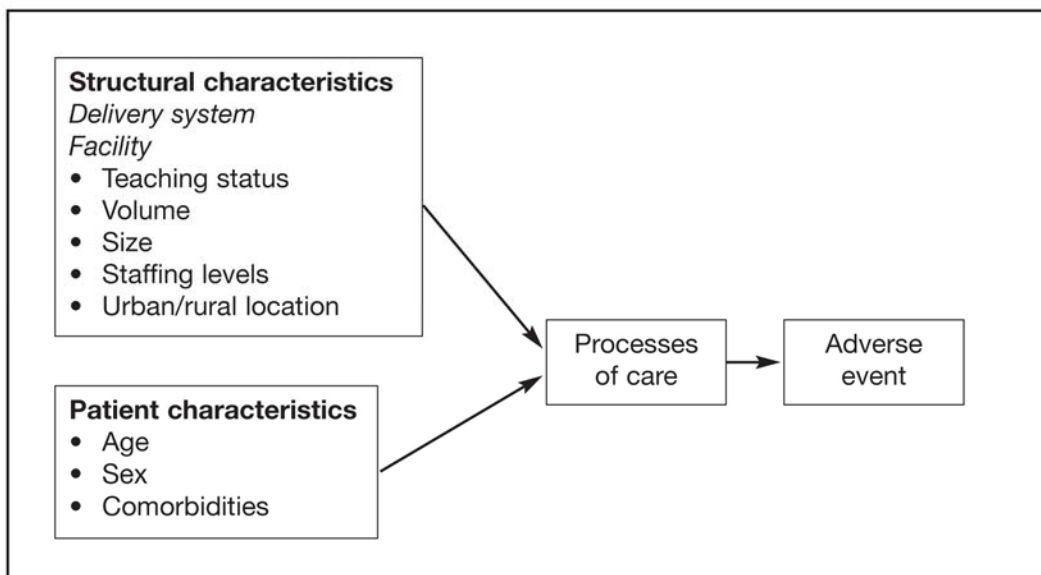 Structural characteristics
Delivery system
Facility
• Teaching status
• Volume
• Size
• Staffing levels
• Urban/rural location
Patient characteristics
• Age
• Sex
• Comorbidities
Processes
of care
Adverse
event